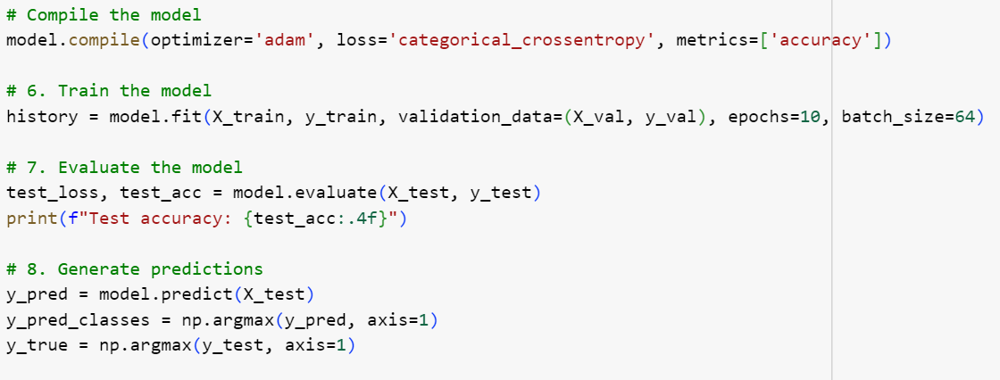 # Compile the model
model.compile(optimizer='adam', loss='categorical_crossentropy', metrics=['accuracy'])
# 6. Train the model
history = model.fit(X_train, y_train, validation_data=(X_val, y_val), epochs=10, batch_size=64)
# 7. Evaluate the model
test_loss, test_acc = model.evaluate(X_test, y_test)
print(f"Test accuracy: {test_acc:.4f}")
# 8. Generate predictions
y_pred = model.predict(X_test)
y_pred_classes = np.argmax(y_pred, axis=1)
y_true = np.argmax(y_test, axis=1)